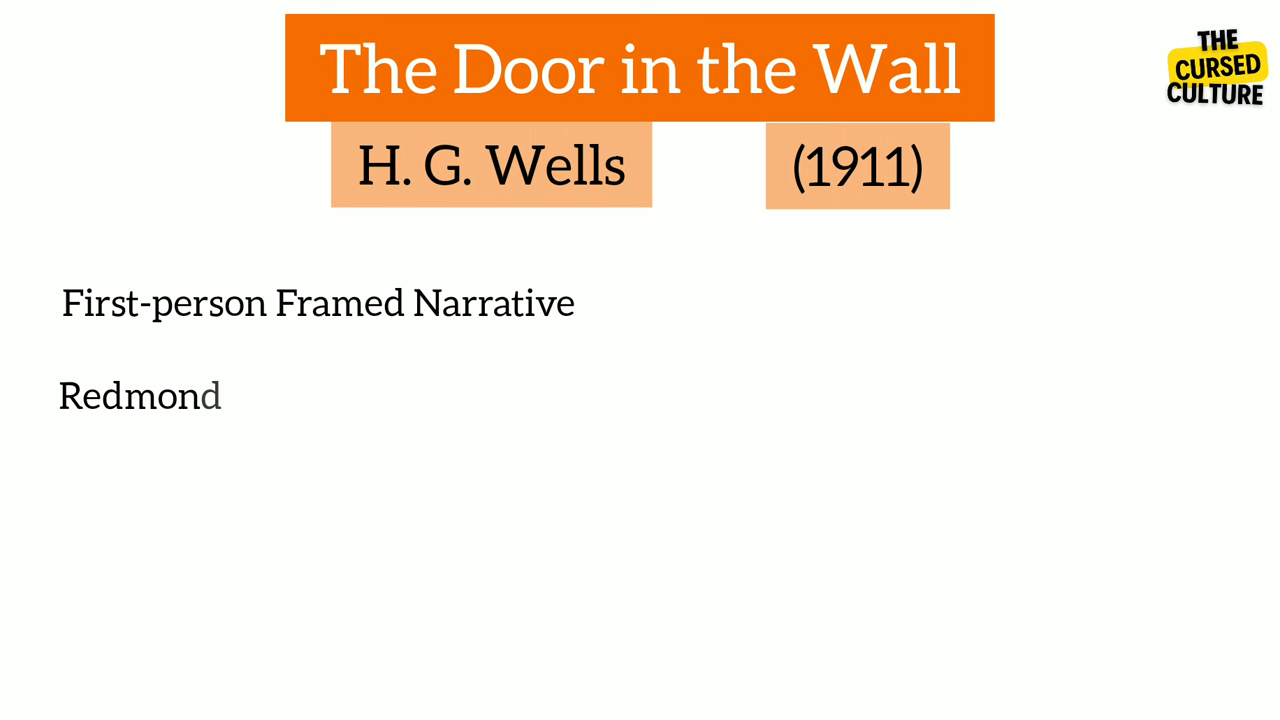 The Door in the Wall
H. G. Wells
(1911)
THE
CURSED
CULTURE
First-person Framed Narrative
Redmond